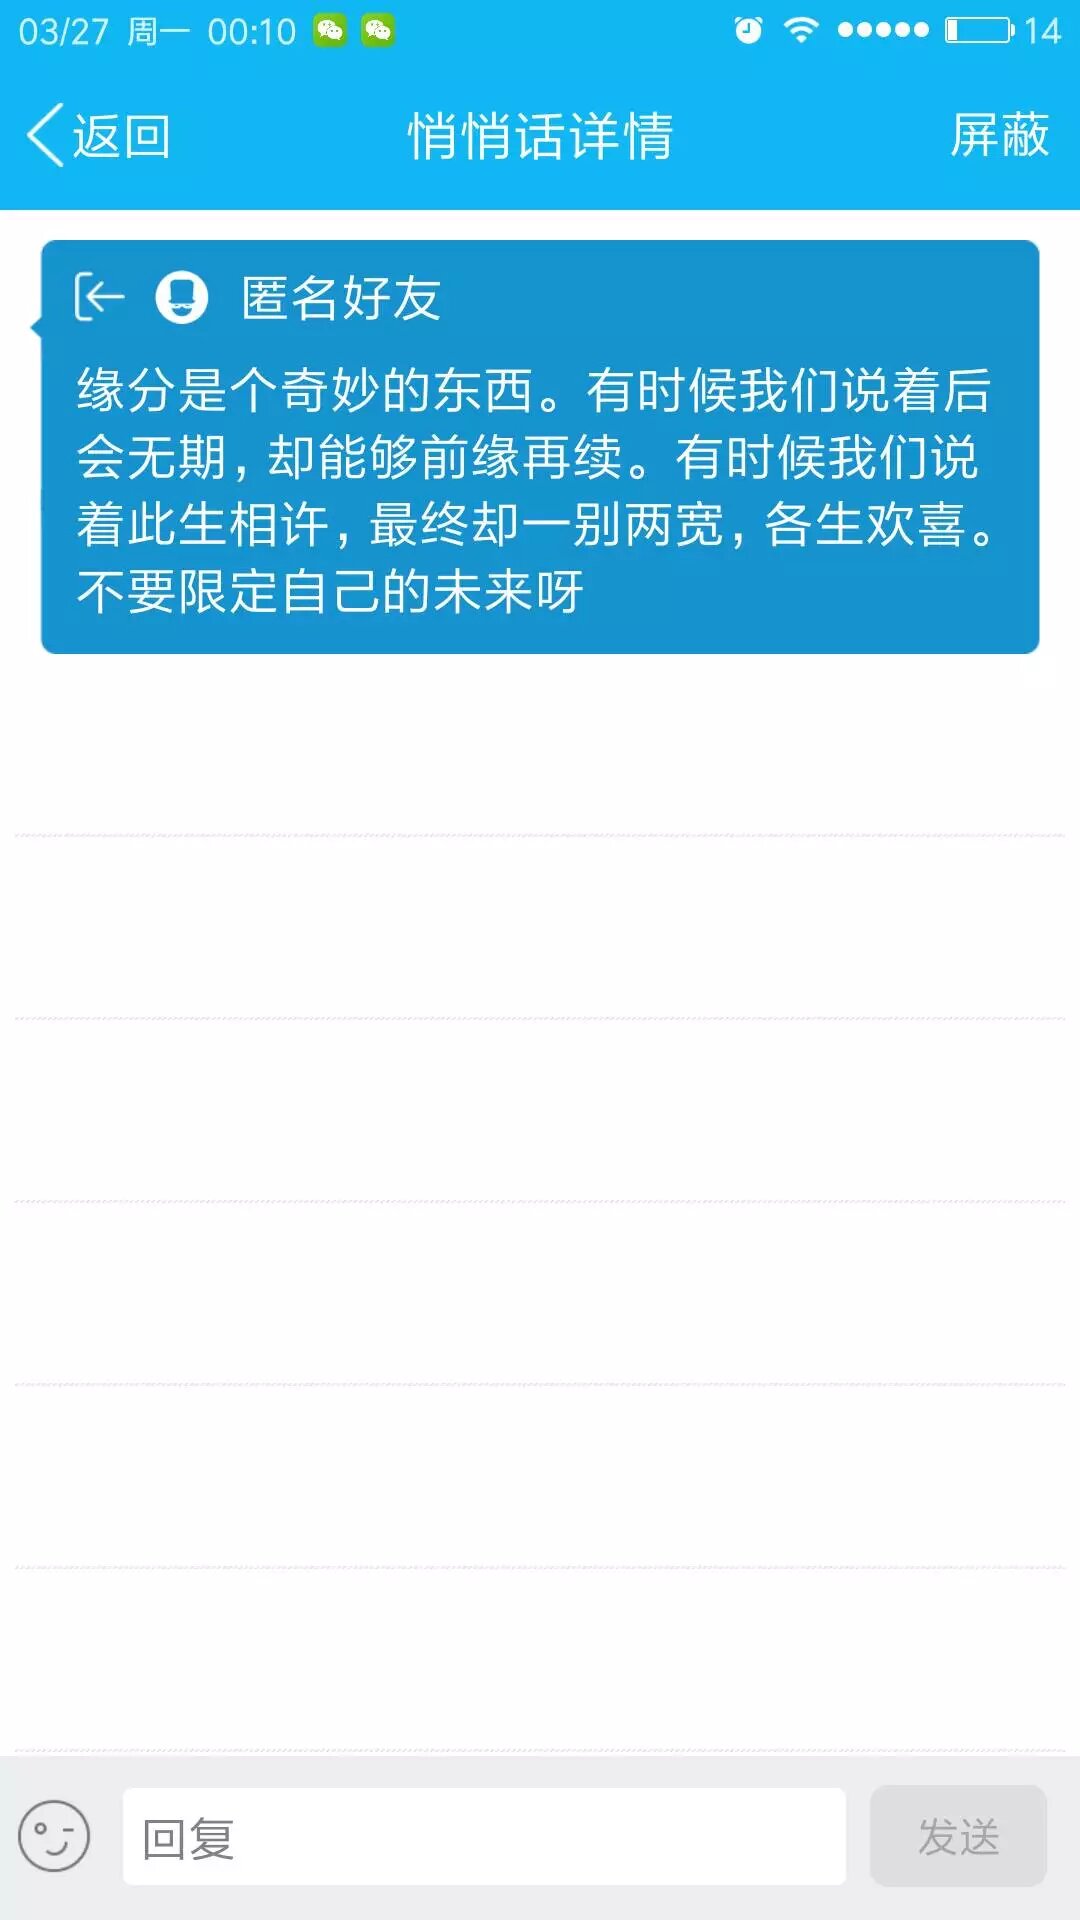 03/27 周一 00:10 14
返回 悄悄话详情 屏蔽
匿名好友
缘分是个奇妙的东西。有时候我们说着后
会无期,却能够前缘再续。有时候我们说
着此生相许,最终却一别两宽,各生欢喜。
不要限定自己的未来呀
回复 发送